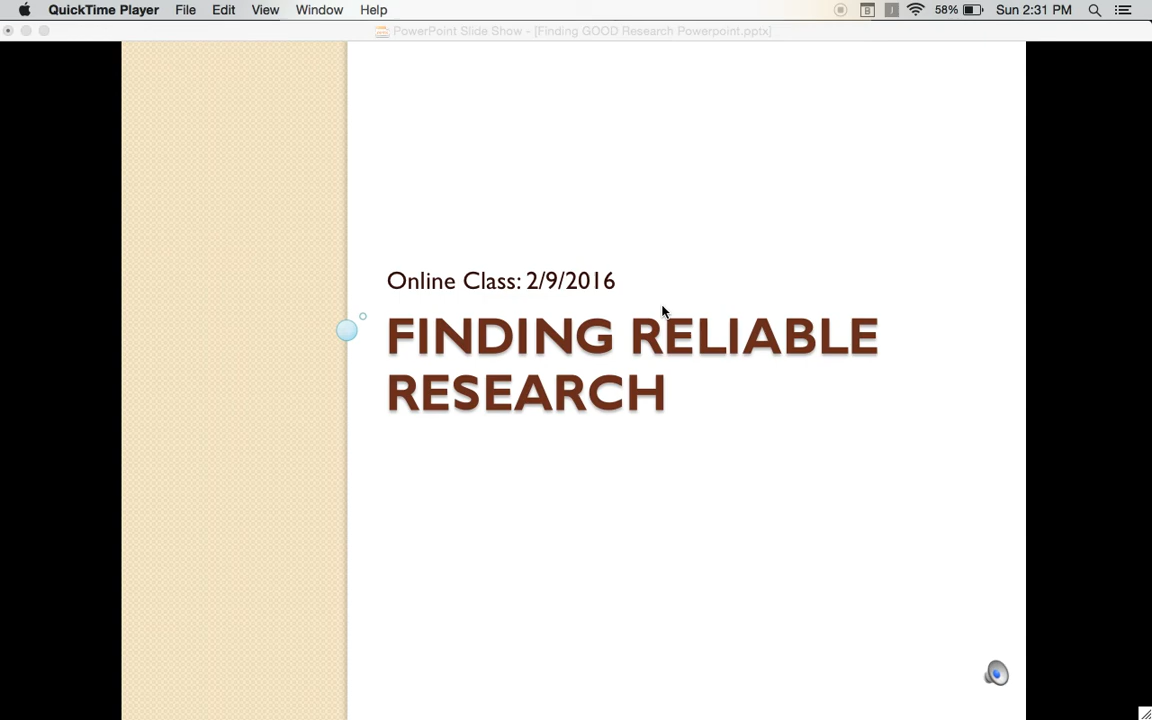 QuickTime Player File Edit View Window Help 58% Sun 2:31 PM
PowerPoint Slide Show - [Finding GOOD Research Powerpoint.pptx]
Online Class: 2/9/2016
FINDING RELIABLE
RESEARCH